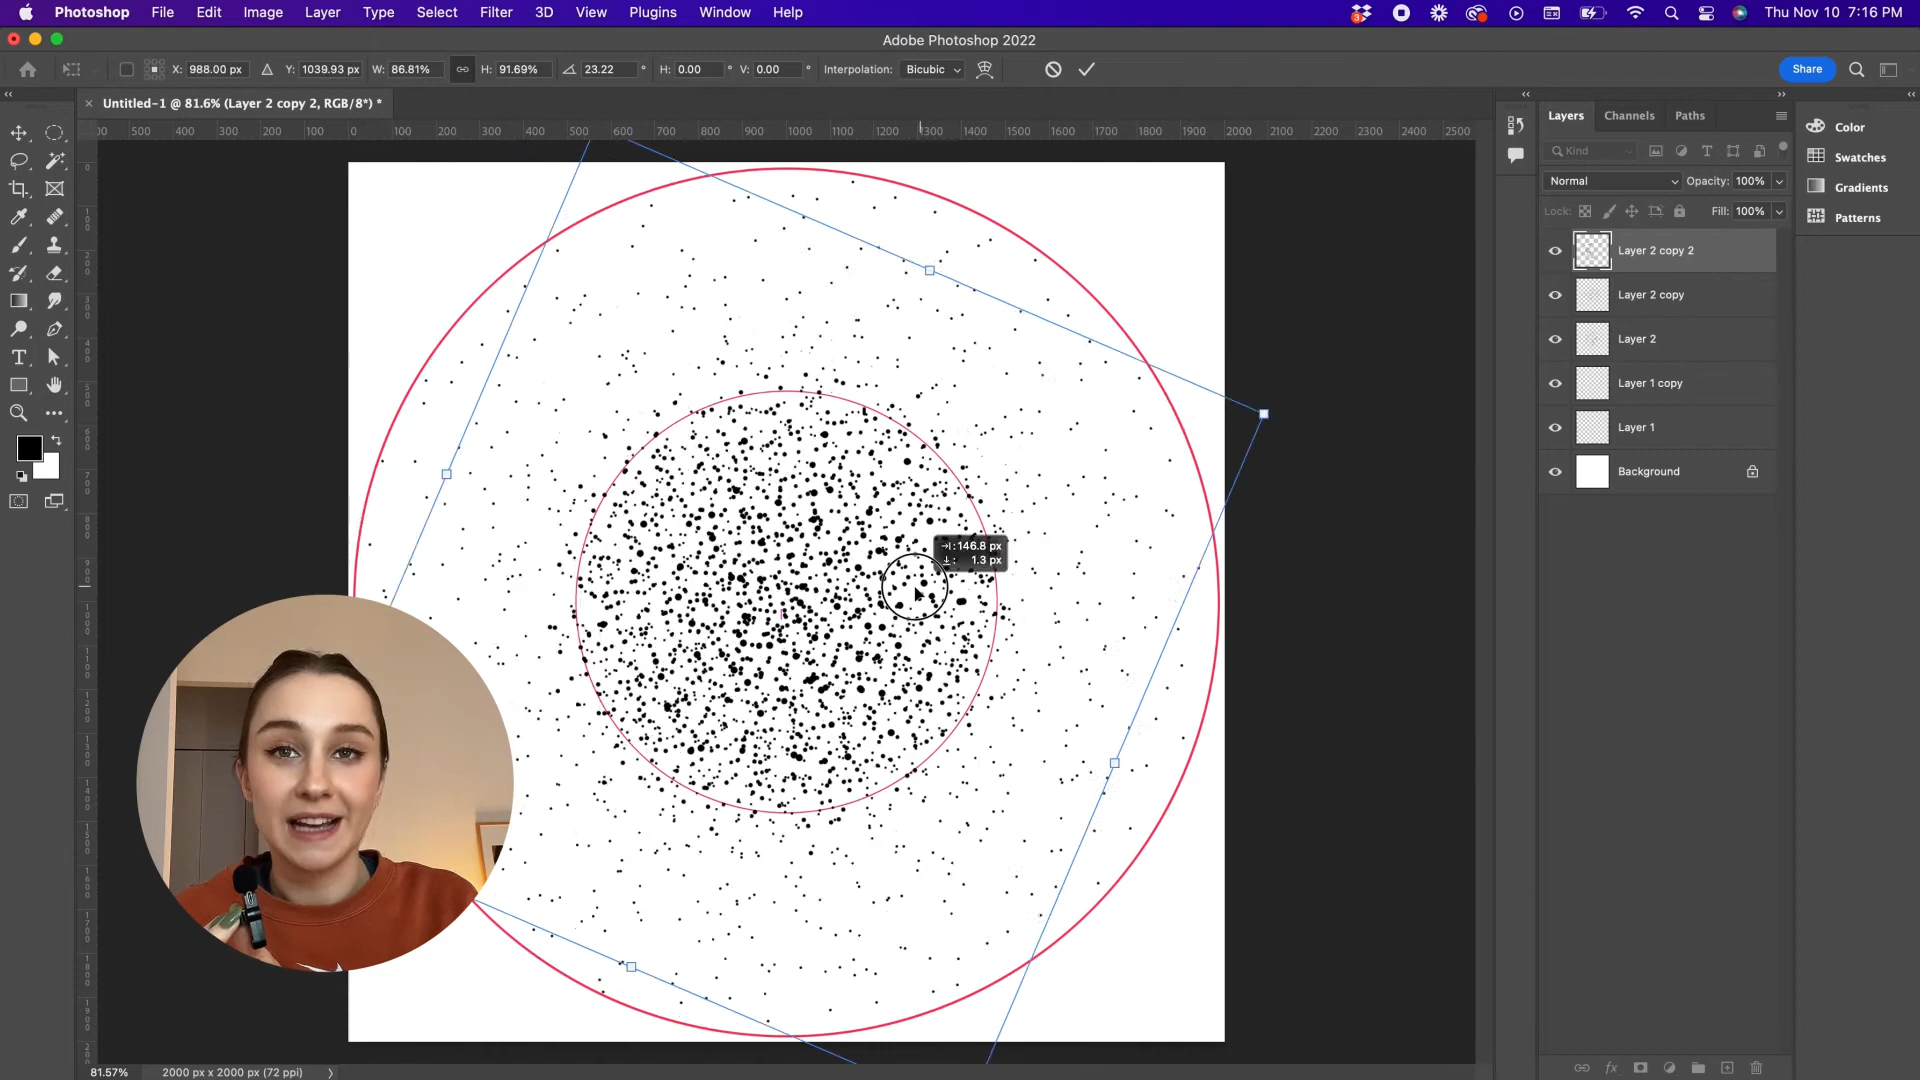 Photoshop File Edit Image Layer Type Select Filter 3D View Plugins Window Help 3 Thu Nov 10 7:16 PM
Adobe Photoshop 2022
X: 988.00 px Y: 1039.93 px W: 86.81% H: 91.69% 23.22 ° H: 0.00 ° V: 0.00 ° Interpolation: Bicubic Share
Untitled-1 @ 81.6% (Layer 2 copy 2, RGB/8*) *
500 400 300 200 100 0 100 200 300 400 500 600 700 800 900 1000 1100 1200 1300 1400 1500 1600 1700 1800 1900 2000 2100 2200 2300 2400 2500
Layers Channels Paths
Kind
Normal Opacity: 100%
Lock: Fill: 100%
Layer 2 copy 2
Layer 2 copy
Layer 2
Layer 1 copy
Layer 1
Background
Color
Swatches
Gradients
Patterns
: 146.8 px
: 1.3 px
81.57% 2000 px x 2000 px (72 ppi)